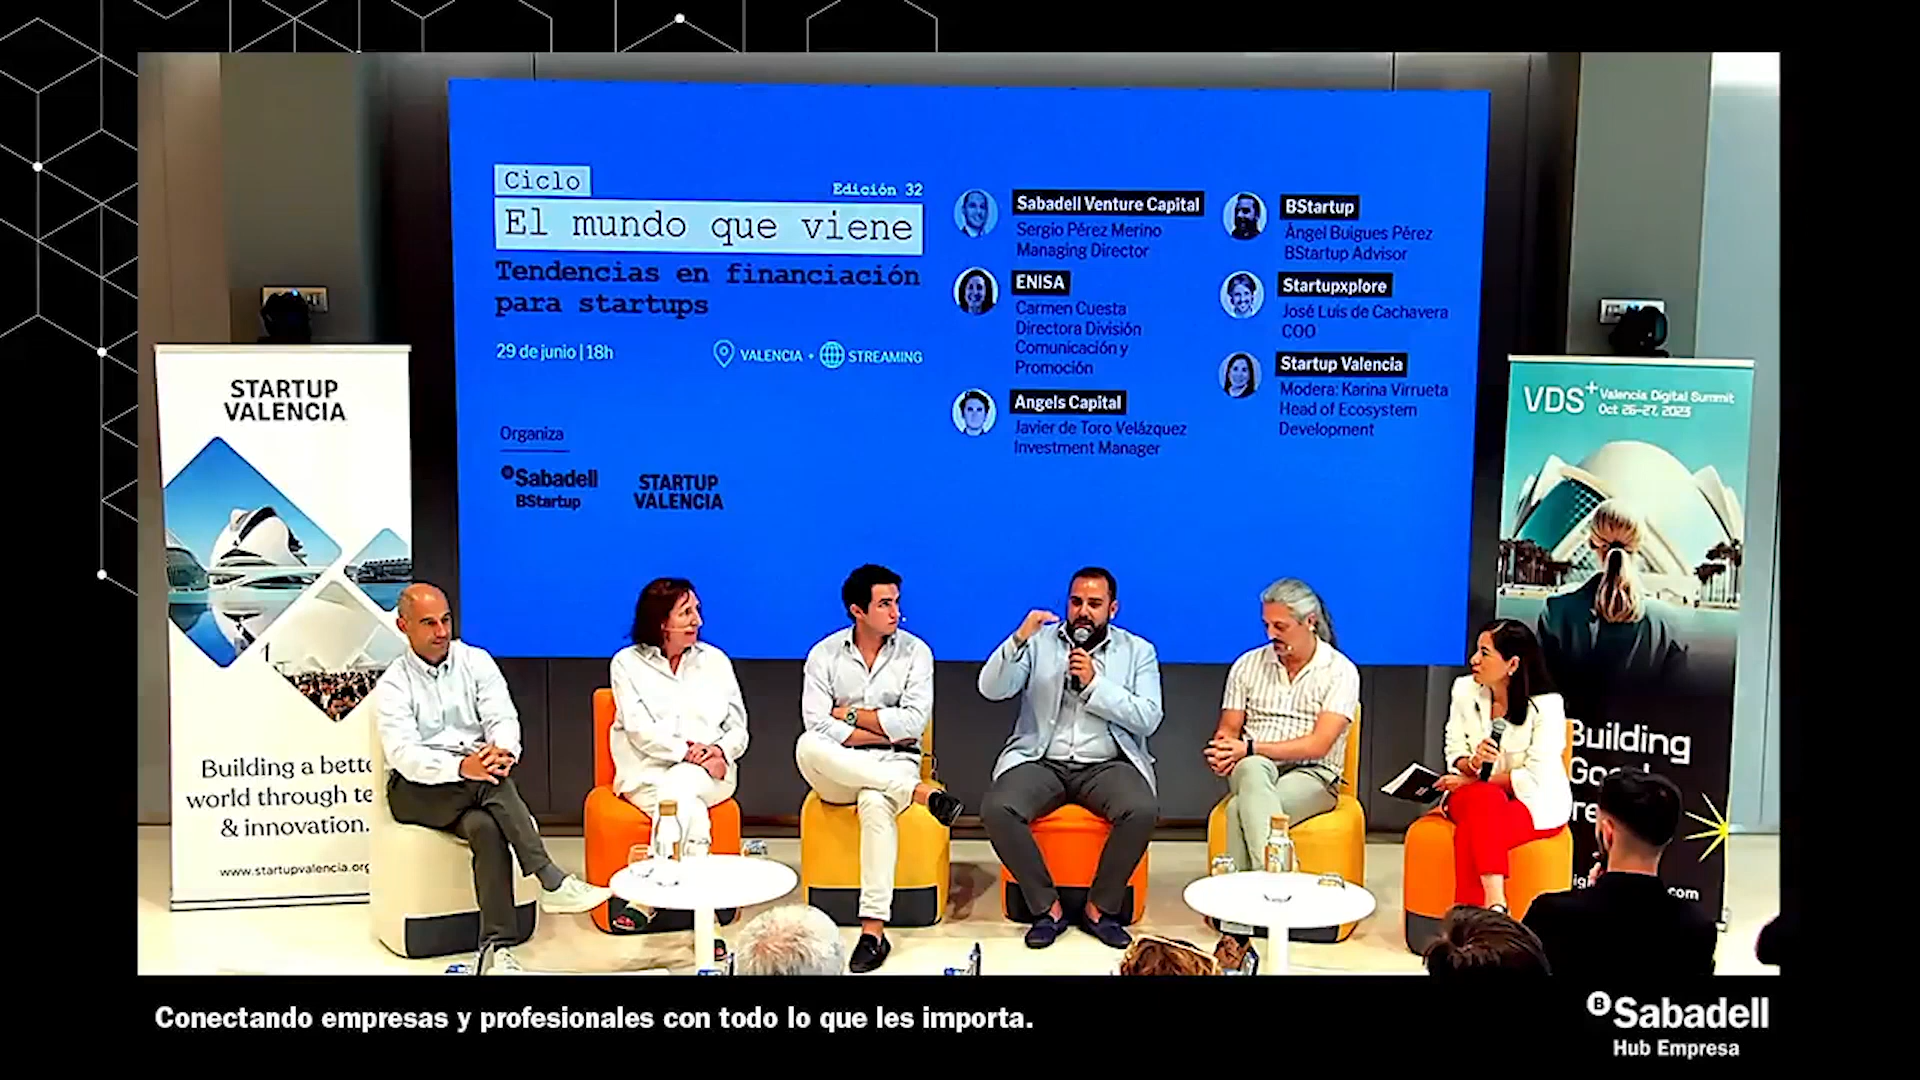 Ciclo
Edición 32
El mundo que viene
Tendencias en financiación
para startups
29 de junio | 18h
VALENCIA + STREAMING
Organiza
Sabadell
BStartup
STARTUP
VALENCIA
Sabadell Venture Capital
Sergio Pérez Merino
Managing Director
ENISA
Carmen Cuesta
Directora División
Comunicación y
Promoción
Angels Capital
Javier de Toro Velázquez
Investment Manager
BStartup
Ángel Buigues Pérez
BStartup Advisor
Startupxplore
José Luis de Cachavera
COO
Startup Valencia
Modera: Karina Virrueta
Head of Ecosystem
Development
STARTUP
VALENCIA
Building a bette
world through te
& innovation.
www.startupvalencia.org
VDS+ Valencia Digital Summit
Oct 26-27, 2023
Building
com
Conectando empresas y profesionales con todo lo que les importa.
B Sabadell
Hub Empresa